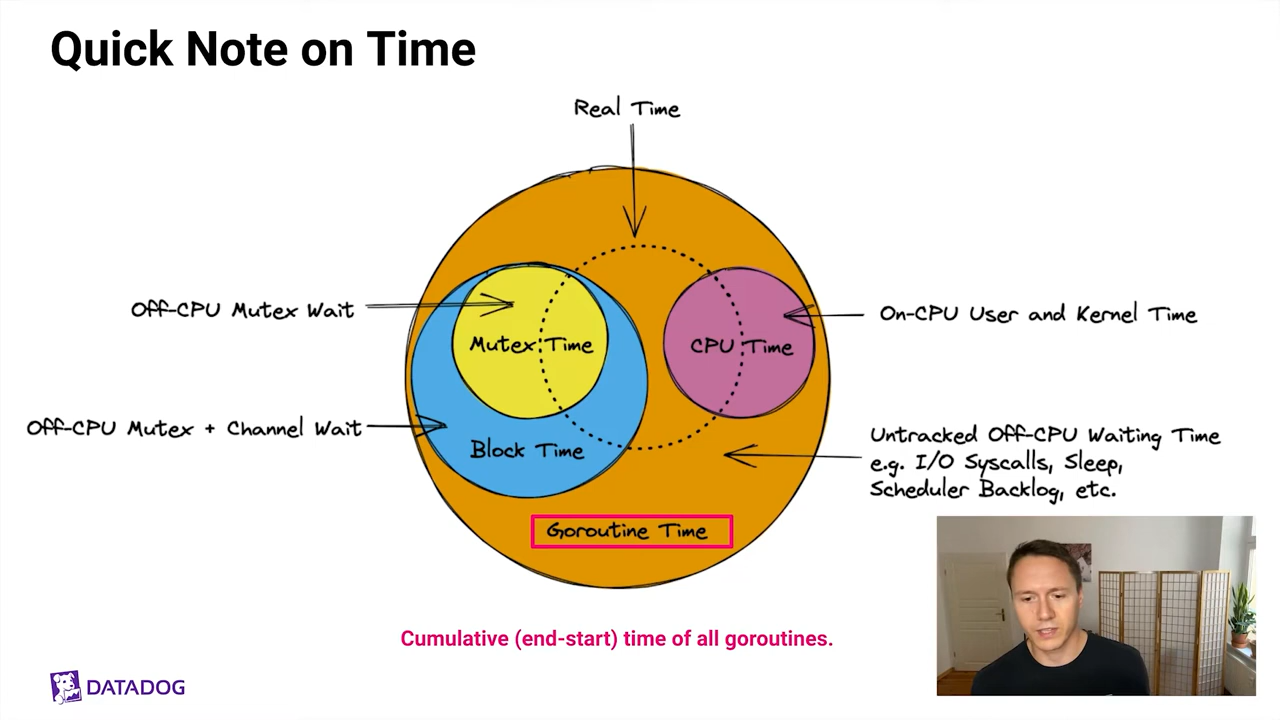 Quick Note on Time
Real Time
Off-CPU Mutex Wait
On-CPU User and Kernel Time
Mutex Time
CPU Time
Off-CPU Mutex + Channel Wait
Block Time
Untracked Off-CPU Waiting Time
e.g. I/O Syscalls, Sleep,
Scheduler Backlog, etc.
Goroutine Time
Cumulative (end-start) time of all goroutines.
DATADOG